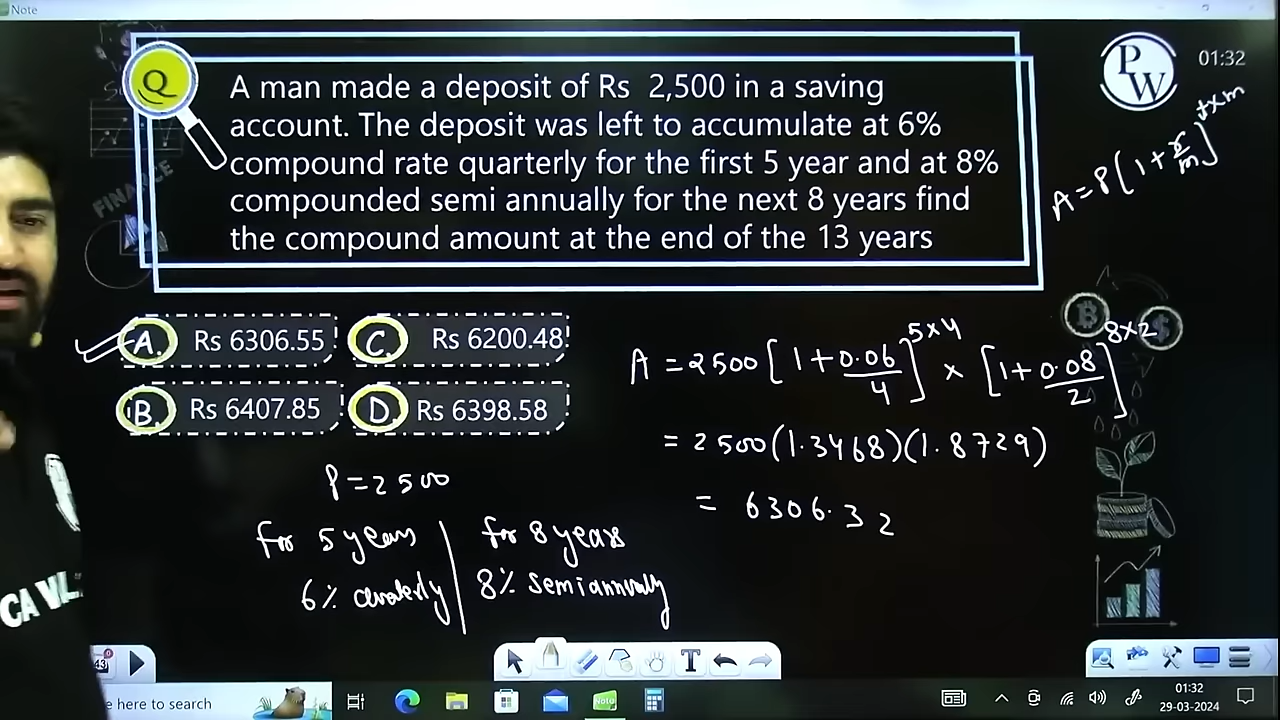 Note
Q
A man made a deposit of Rs 2,500 in a saving
account. The deposit was left to accumulate at 6%
compound rate quarterly for the first 5 year and at 8%
compounded semi annually for the next 8 years find
the compound amount at the end of the 13 years
PW
01:32
FINANCE
A = P[1 + r/m]^t×m
A. Rs 6306.55
C. Rs 6200.48
B. Rs 6407.85
D. Rs 6398.58
A = 2500 [1 + 0.06/4]^5×4 × [1 + 0.08/2]^8×2
= 2500 (1.3468)(1.8729)
= 6306.32
P = 2500
for 5 years | for 8 years
8% semiannually
CA
T
e here to search
01:32
29-03-2024